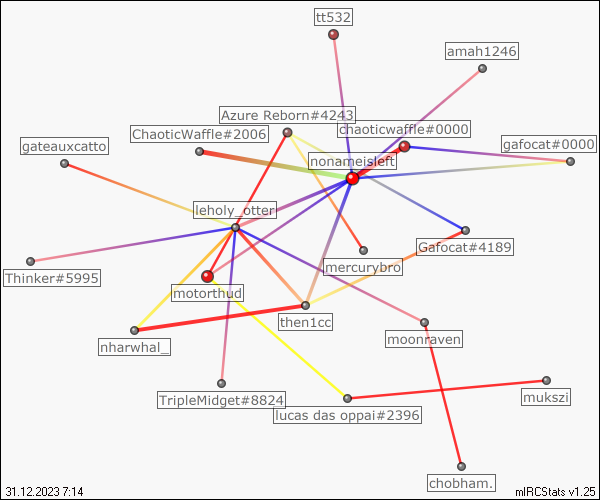 tt532
amah1246
Azure Reborn#4243
chaoticwaffle#0000
ChaoticWaffle#2006
gafocat#0000
gateauxcatto
nonameisleft
leholy_otter
Gafocat#4189
mercurybro
Thinker#5995
motorthud
then1cc
moonraven
nharwhal_
TripleMidget#8824
mukszi
lucas das oppai#2396
chobham.
31.12.2023 7:14
mIRCStats v1.25